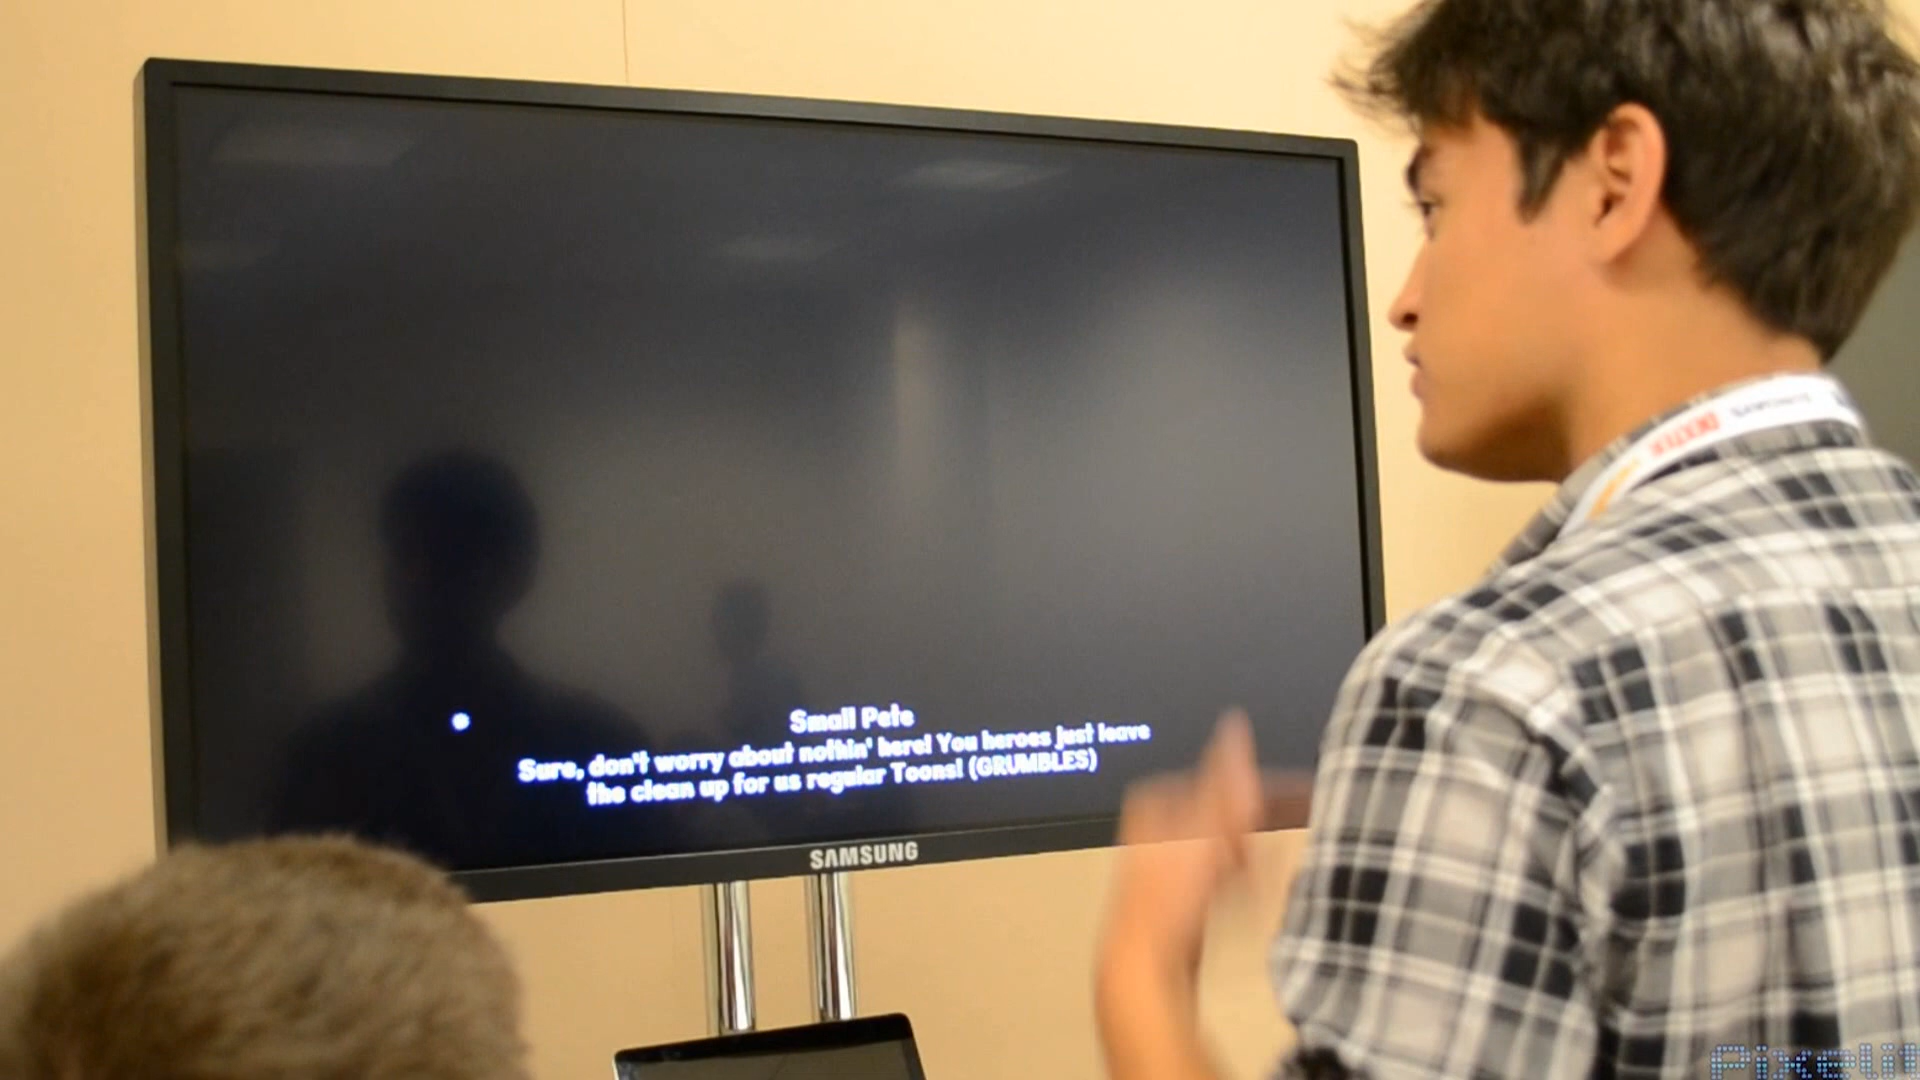 Small Pete
Sure, don't worry about nothin' here! You heroes just leave
the clean up for us regular Toons! (GRUMBLES)
SAMSUNG